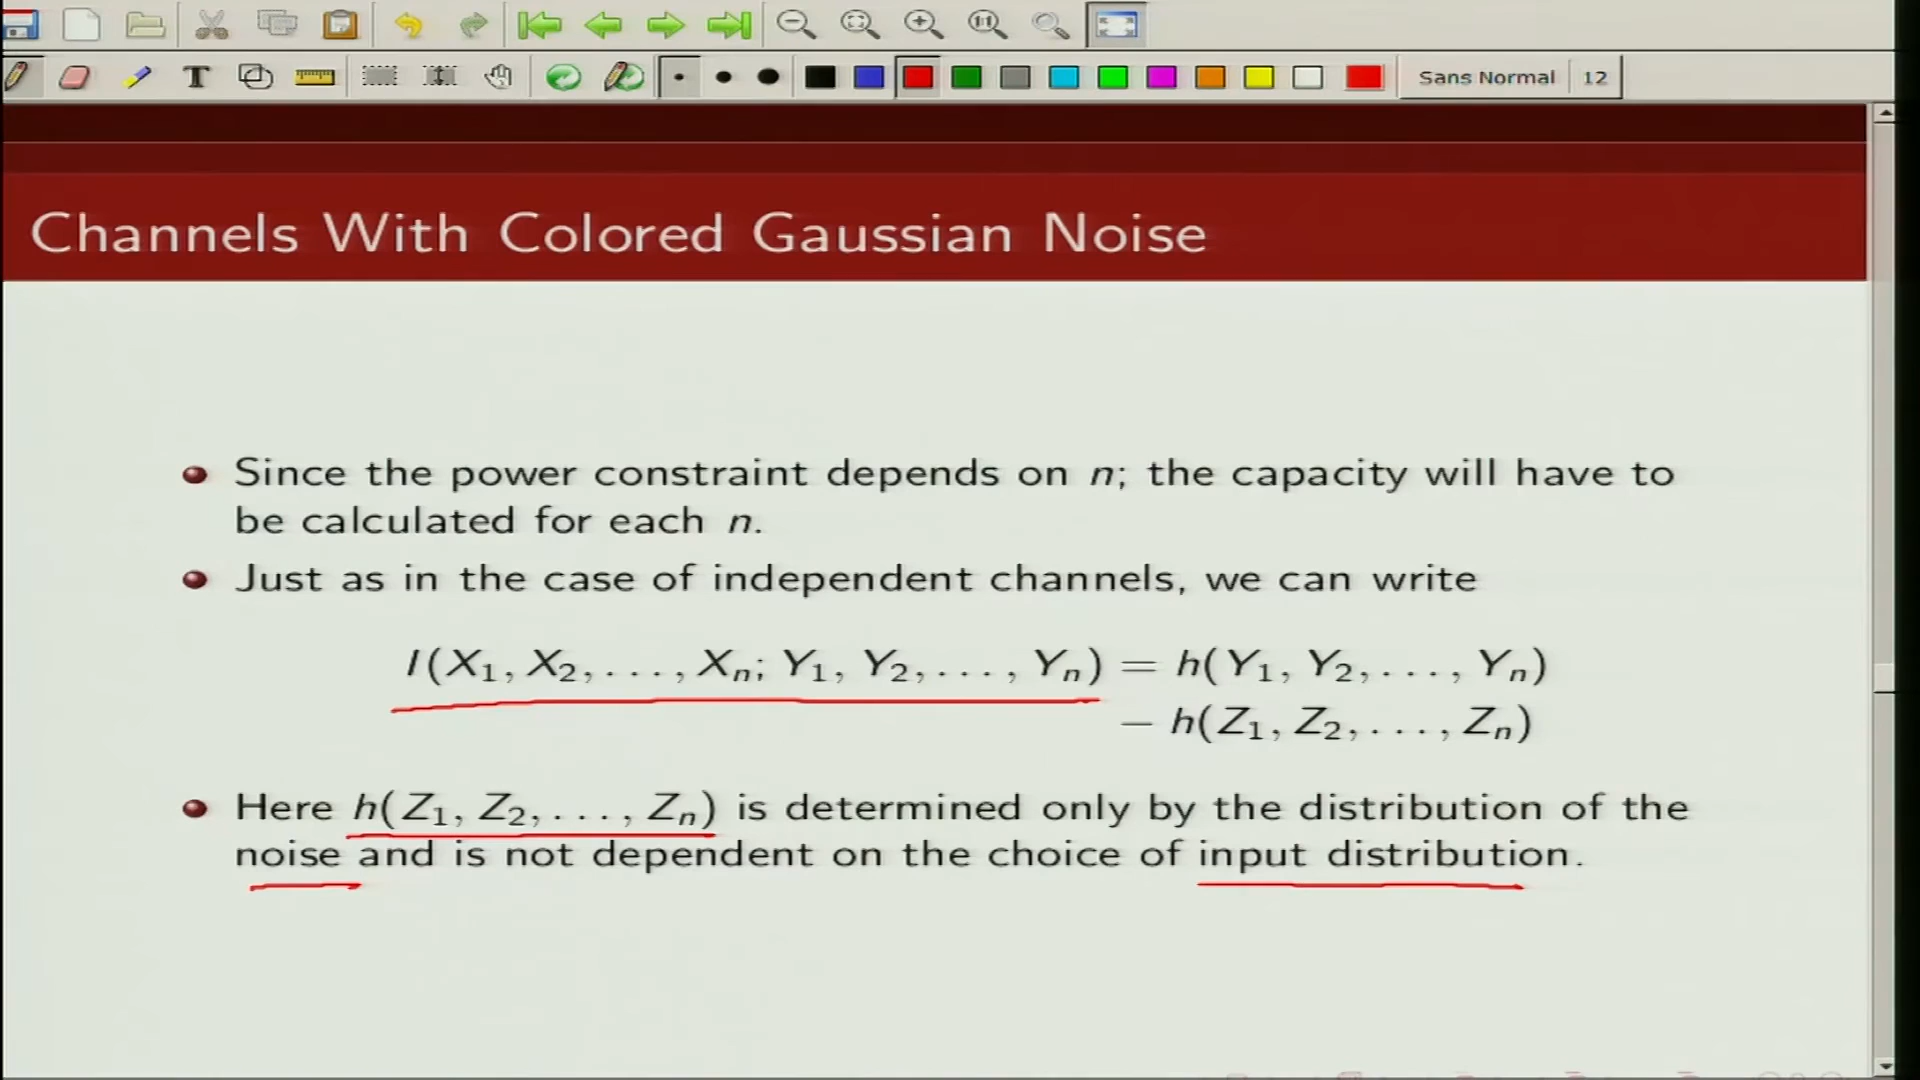 Sans Normal 12
Channels With Colored Gaussian Noise
Since the power constraint depends on n; the capacity will have to
be calculated for each n.
Just as in the case of independent channels, we can write
I(X₁, X₂, . . . , Xₙ; Y₁, Y₂, . . . , Yₙ) = h(Y₁, Y₂, . . . , Yₙ)
− h(Z₁, Z₂, . . . , Zₙ)
Here h(Z₁, Z₂, . . . , Zₙ) is determined only by the distribution of the
noise and is not dependent on the choice of input distribution.